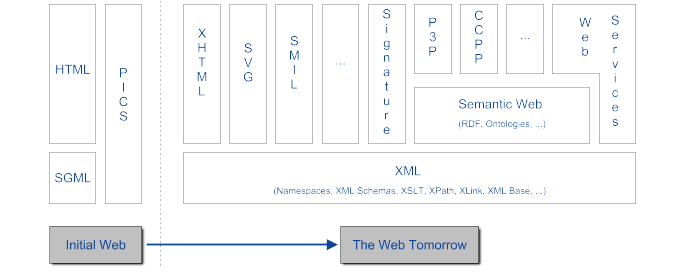 HTML
PICS
SGML
XHTML
SVG
SMIL
...
Signature
P3P
CCPP
...
Web
Services
Semantic Web
(RDF, Ontologies, ...)
XML
(Namespaces, XML Schemas, XSLT, XPath, XLink, XML Base, ...)
Initial Web
The Web Tomorrow